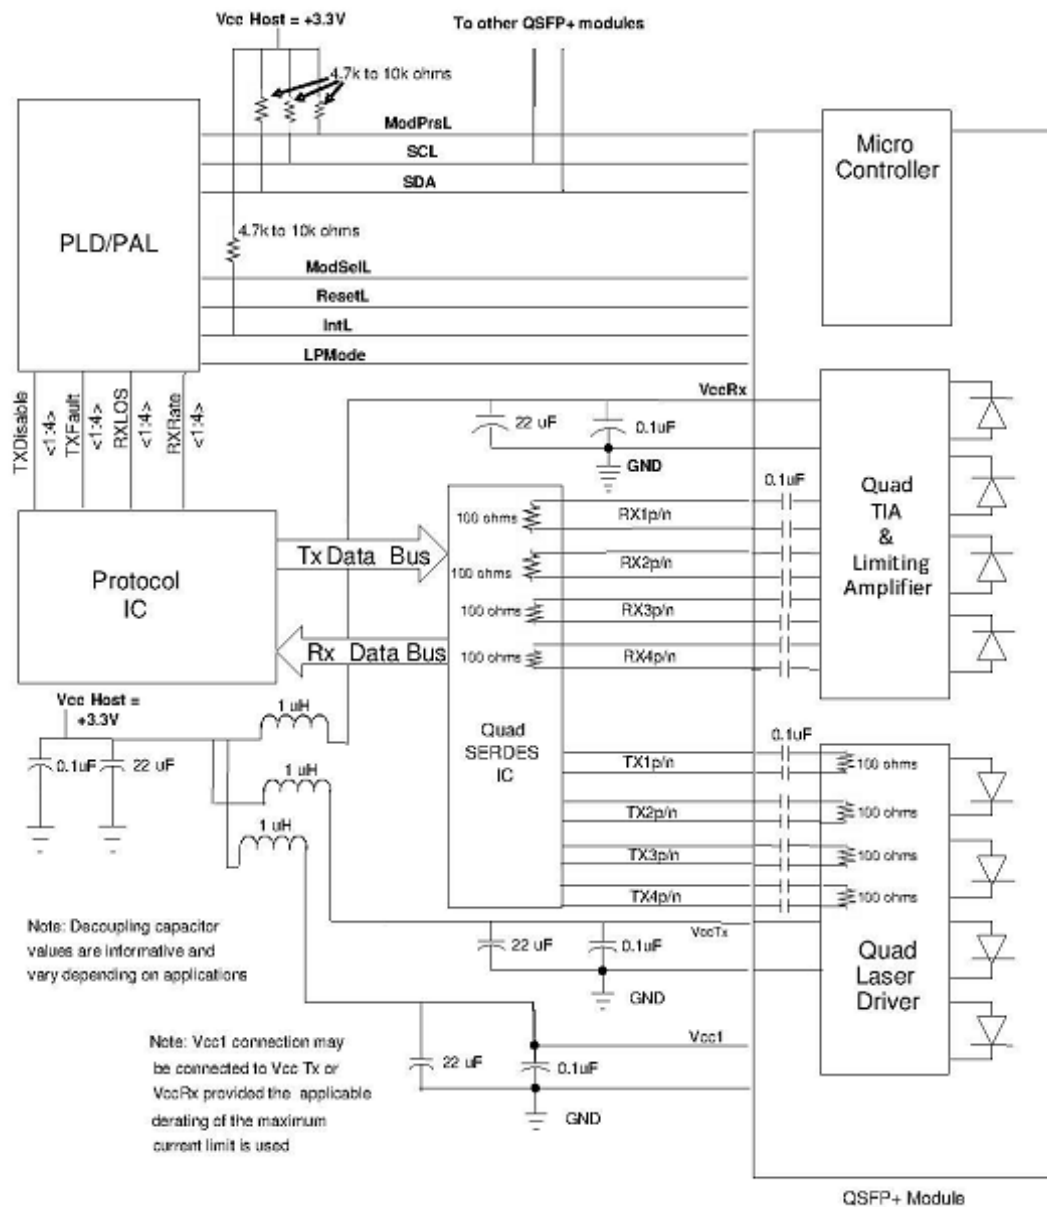 Vcc Host = +3.3V
To other QSFP+ modules
4.7k to 10k ohms
ModPrsL
SCL
SDA
PLD/PAL
4.7k to 10k ohms
ModSelL
ResetL
IntL
LPMode
Micro
Controller
TXDisable
<1:4>
TXFault
<1:4>
RXLOS
<1:4>
RXRate
<1:4>
VccRx
22 uF
0.1uF
GND
0.1uF
Quad
TIA
&
Limiting
Amplifier
100 ohms
RX1p/n
100 ohms
RX2p/n
100 ohms
RX3p/n
100 ohms
RX4p/n
Protocol
IC
Tx Data Bus
Rx Data Bus
Quad
SERDES
IC
Vcc Host =
+3.3V
0.1uF
22 uF
1 uH
1 uH
1 uH
0.1uF
TX1p/n
100 ohms
TX2p/n
100 ohms
TX3p/n
100 ohms
TX4p/n
100 ohms
Quad
Laser
Driver
VccTx
22 uF
0.1uF
GND
Note: Decoupling capacitor
values are informative and
vary depending on applications
Vcc1
22 uF
0.1uF
GND
Note: Vcc1 connection may
be connected to Vcc Tx or
VccRx provided the applicable
derating of the maximum
current limit is used
QSFP+ Module